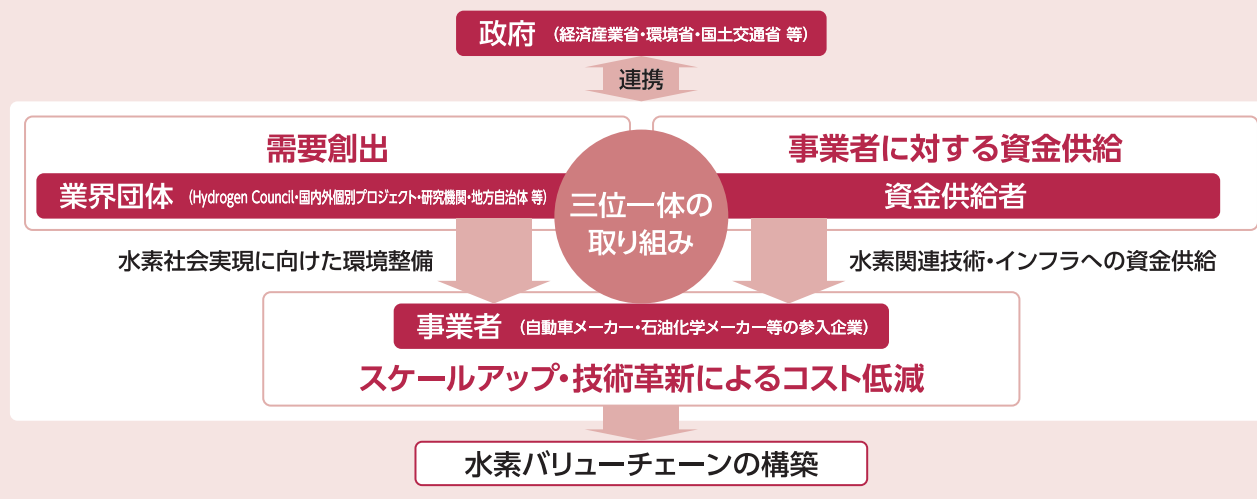 政府 （経済産業省・環境省・国土交通省 等）
連携
需要創出
業界団体 （Hydrogen Council・国内外個別プロジェクト・研究機関・地方自治体 等）
事業者に対する資金供給
資金供給者
三位一体の
取り組み
水素社会実現に向けた環境整備
水素関連技術・インフラへの資金供給
事業者 （自動車メーカー・石油化学メーカー等の参入企業）
スケールアップ・技術革新によるコスト低減
水素バリューチェーンの構築